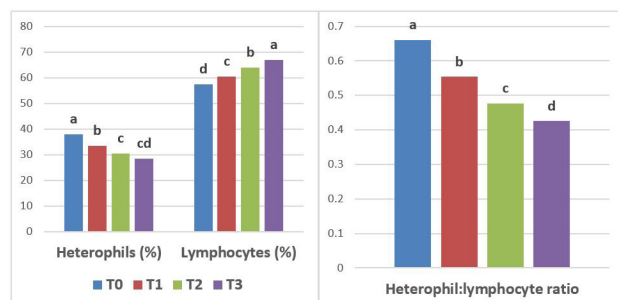 80
70
60
50
40
30
20
10
0
a
b
c
cd
d
c
b
a
Heterophils (%) Lymphocytes (%)
T0 T1 T2 T3
0.7
0.6
0.5
0.4
0.3
0.2
0.1
0
a
b
c
d
Heterophil:lymphocyte ratio